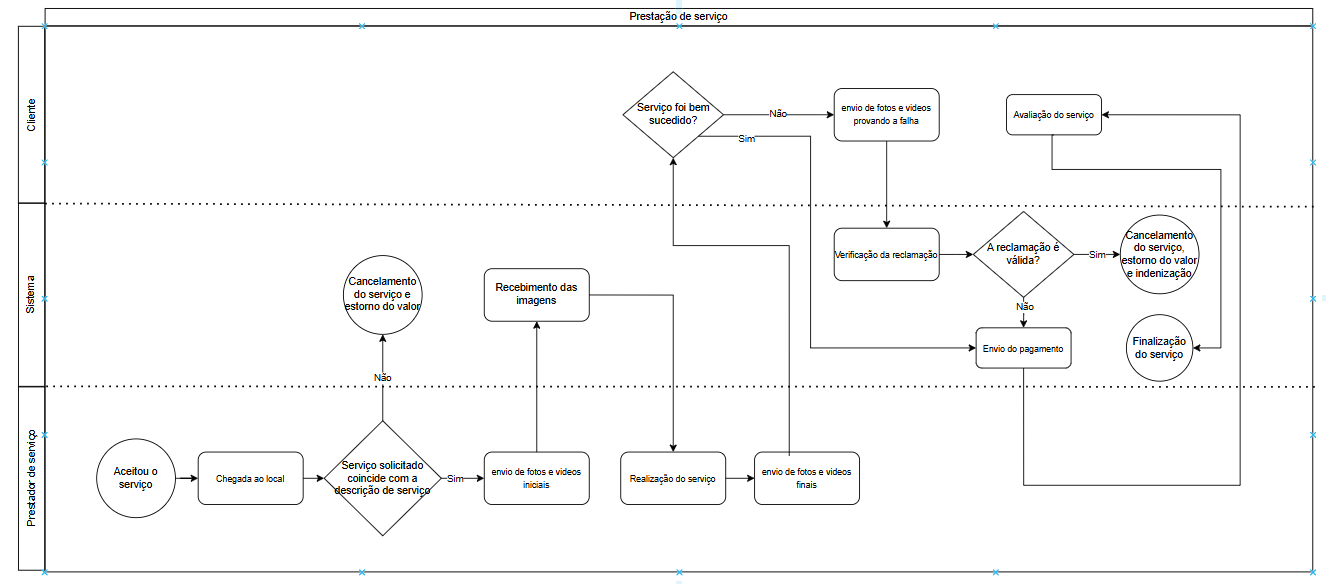 Prestação de serviço
Cliente
Serviço foi bem
sucedido?
Não
Sim
envio de fotos e videos
provando a falha
Avaliação do serviço
Sistema
Cancelamento
do serviço e
estorno do valor
Não
Recebimento das
imagens
Verificação da reclamação
A reclamação é
válida?
Sim
Não
Cancelamento
do serviço,
estorno do valor
e indenização
Envio do pagamento
Finalização
do serviço
Prestador de serviço
Aceitou o
serviço
Chegada ao local
Serviço solicitado
coincide com a
descrição de serviço
Sim
envio de fotos e vídeos
iniciais
Realização do serviço
envio de fotos e videos
finais